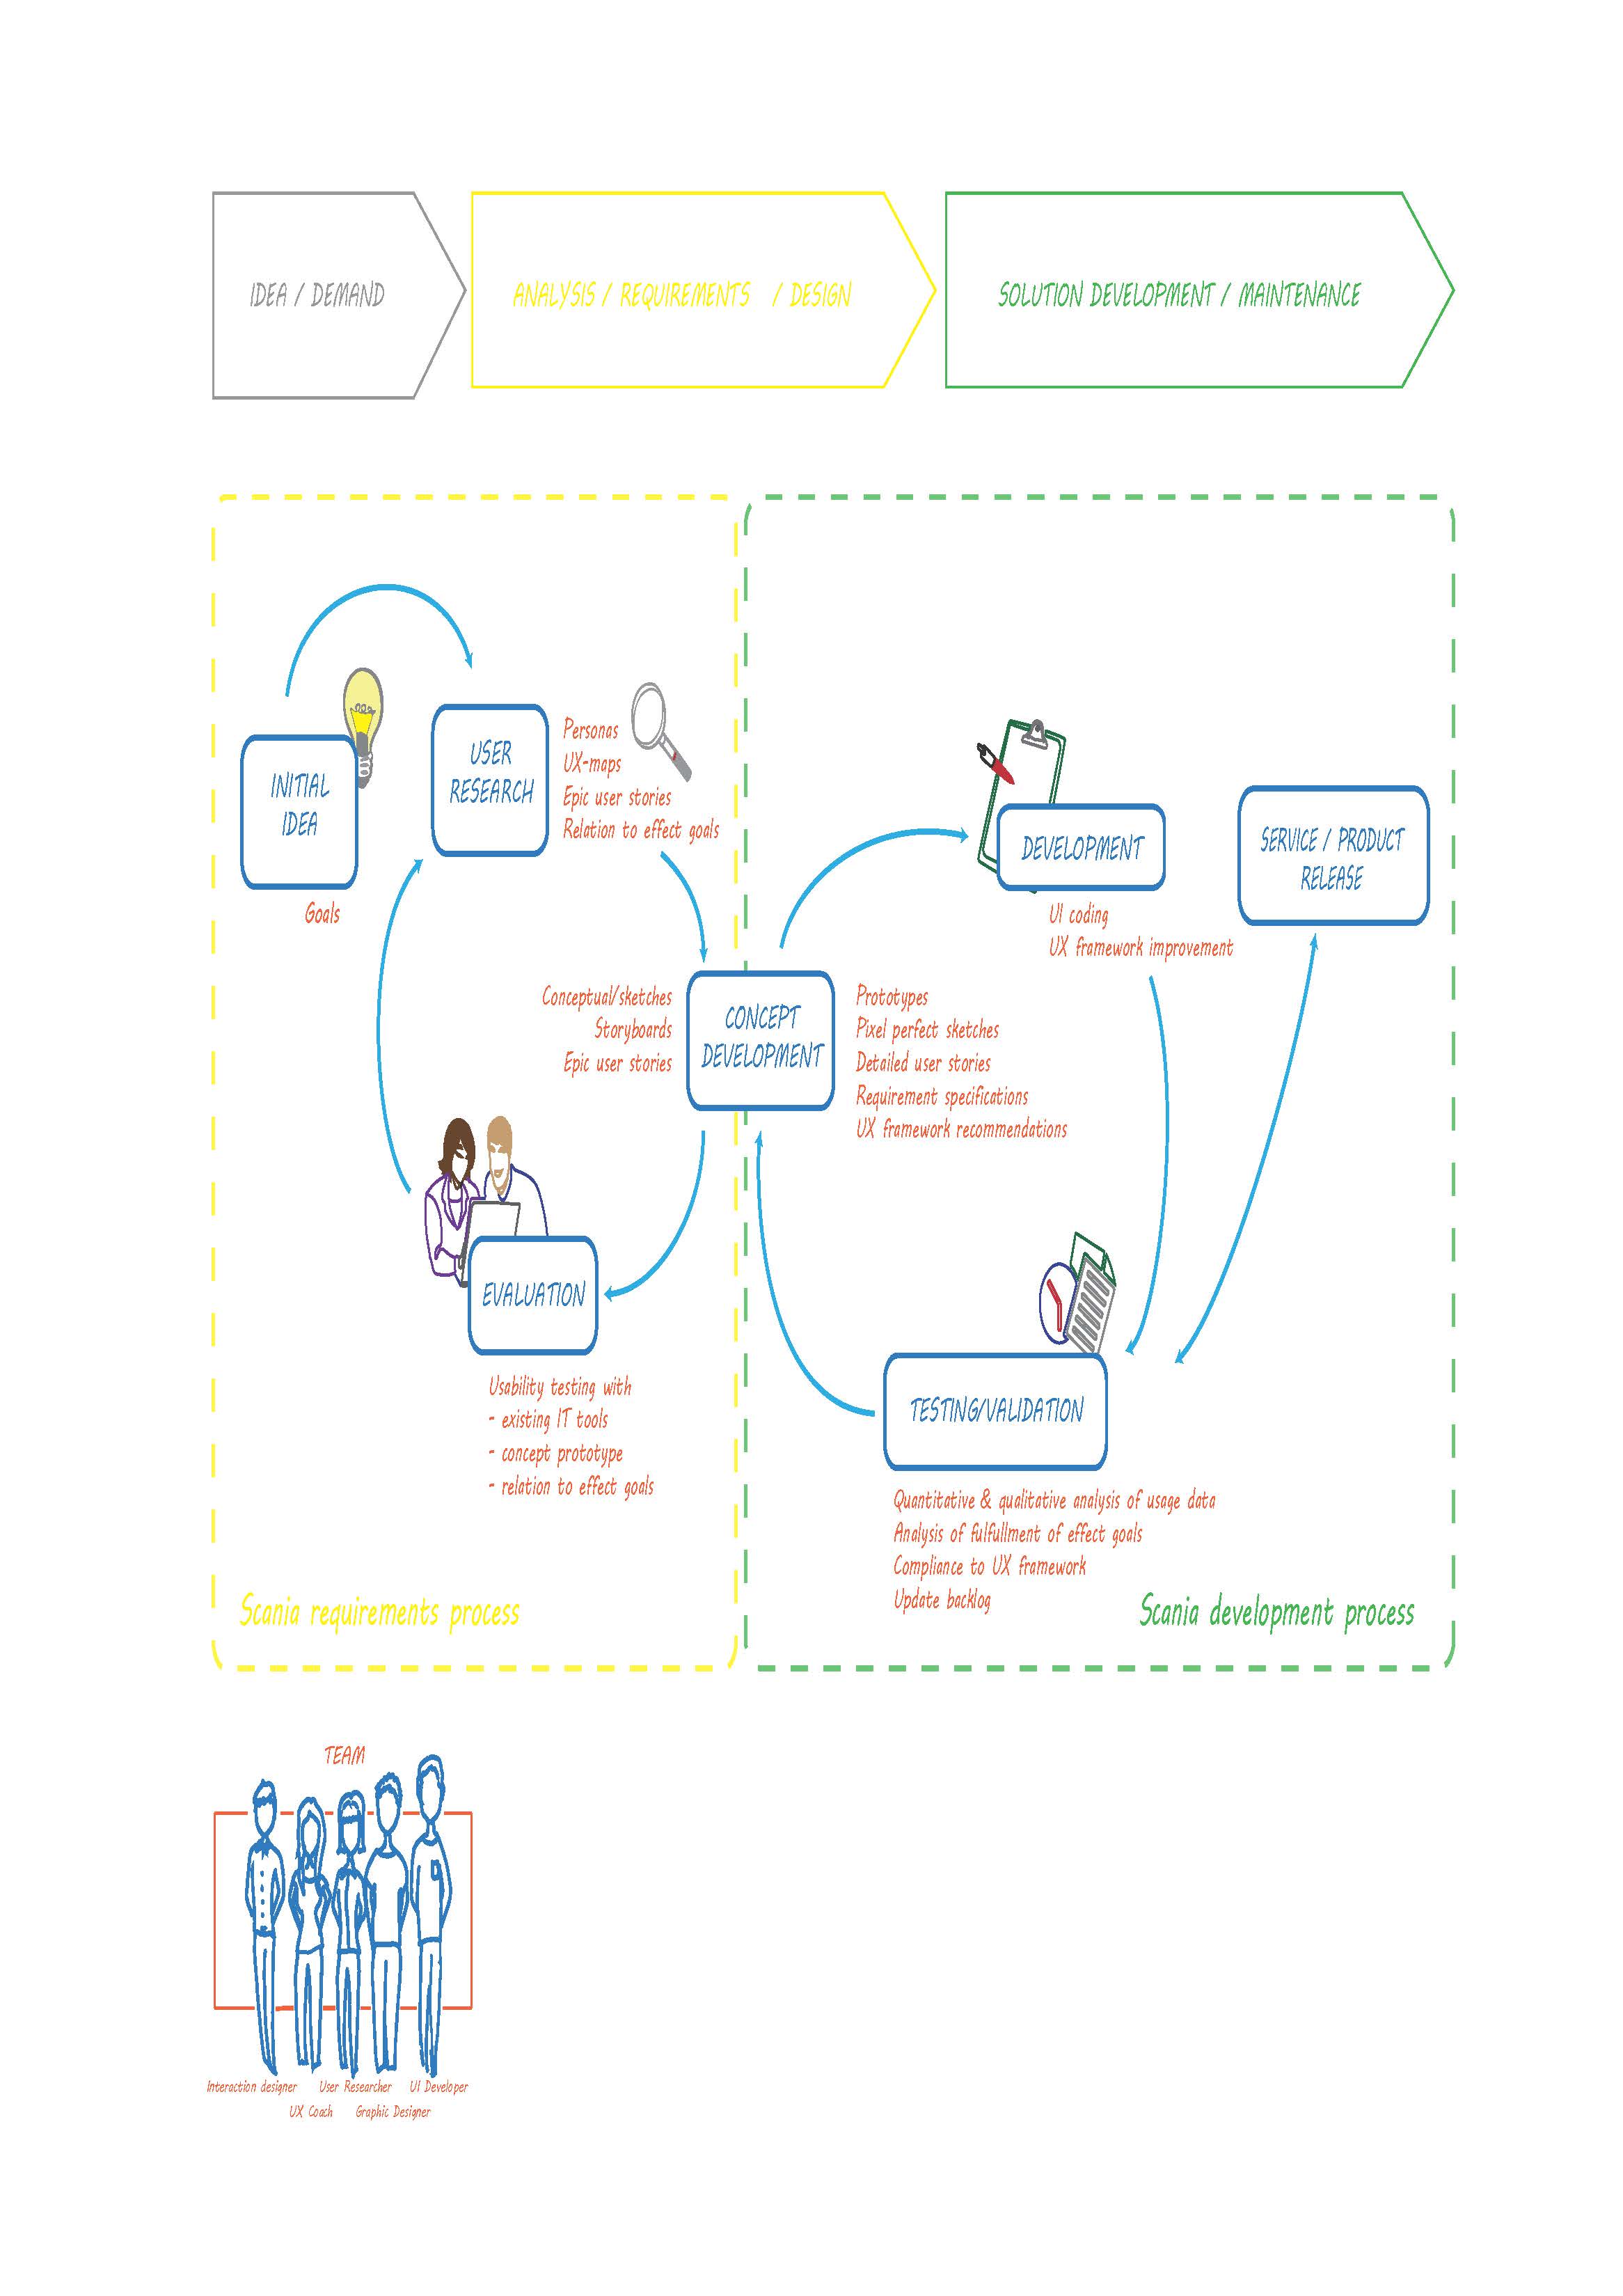 IDEA / DEMAND
ANALYSIS / REQUIREMENTS / DESIGN
SOLUTION DEVELOPMENT / MAINTENANCE
INITIAL
IDEA
Goals
USER
RESEARCH
Personas
UX-maps
Epic user stories
Relation to effect goals
Conceptual/sketches
Storyboards
Epic user stories
CONCEPT
DEVELOPMENT
Prototypes
Pixel perfect sketches
Detailed user stories
Requirement specifications
UX framework recommendations
DEVELOPMENT
UI coding
UX framework improvement
SERVICE / PRODUCT
RELEASE
EVALUATION
Usability testing with
- existing IT tools
- concept prototype
- relation to effect goals
TESTING/VALIDATION
Quantitative & qualitative analysis of usage data
Analysis of fulfullment of effect goals
Compliance to UX framework
Update backlog
Scania requirements process
Scania development process
TEAM
Interaction designer User Researcher UI Developer
UX Coach Graphic Designer